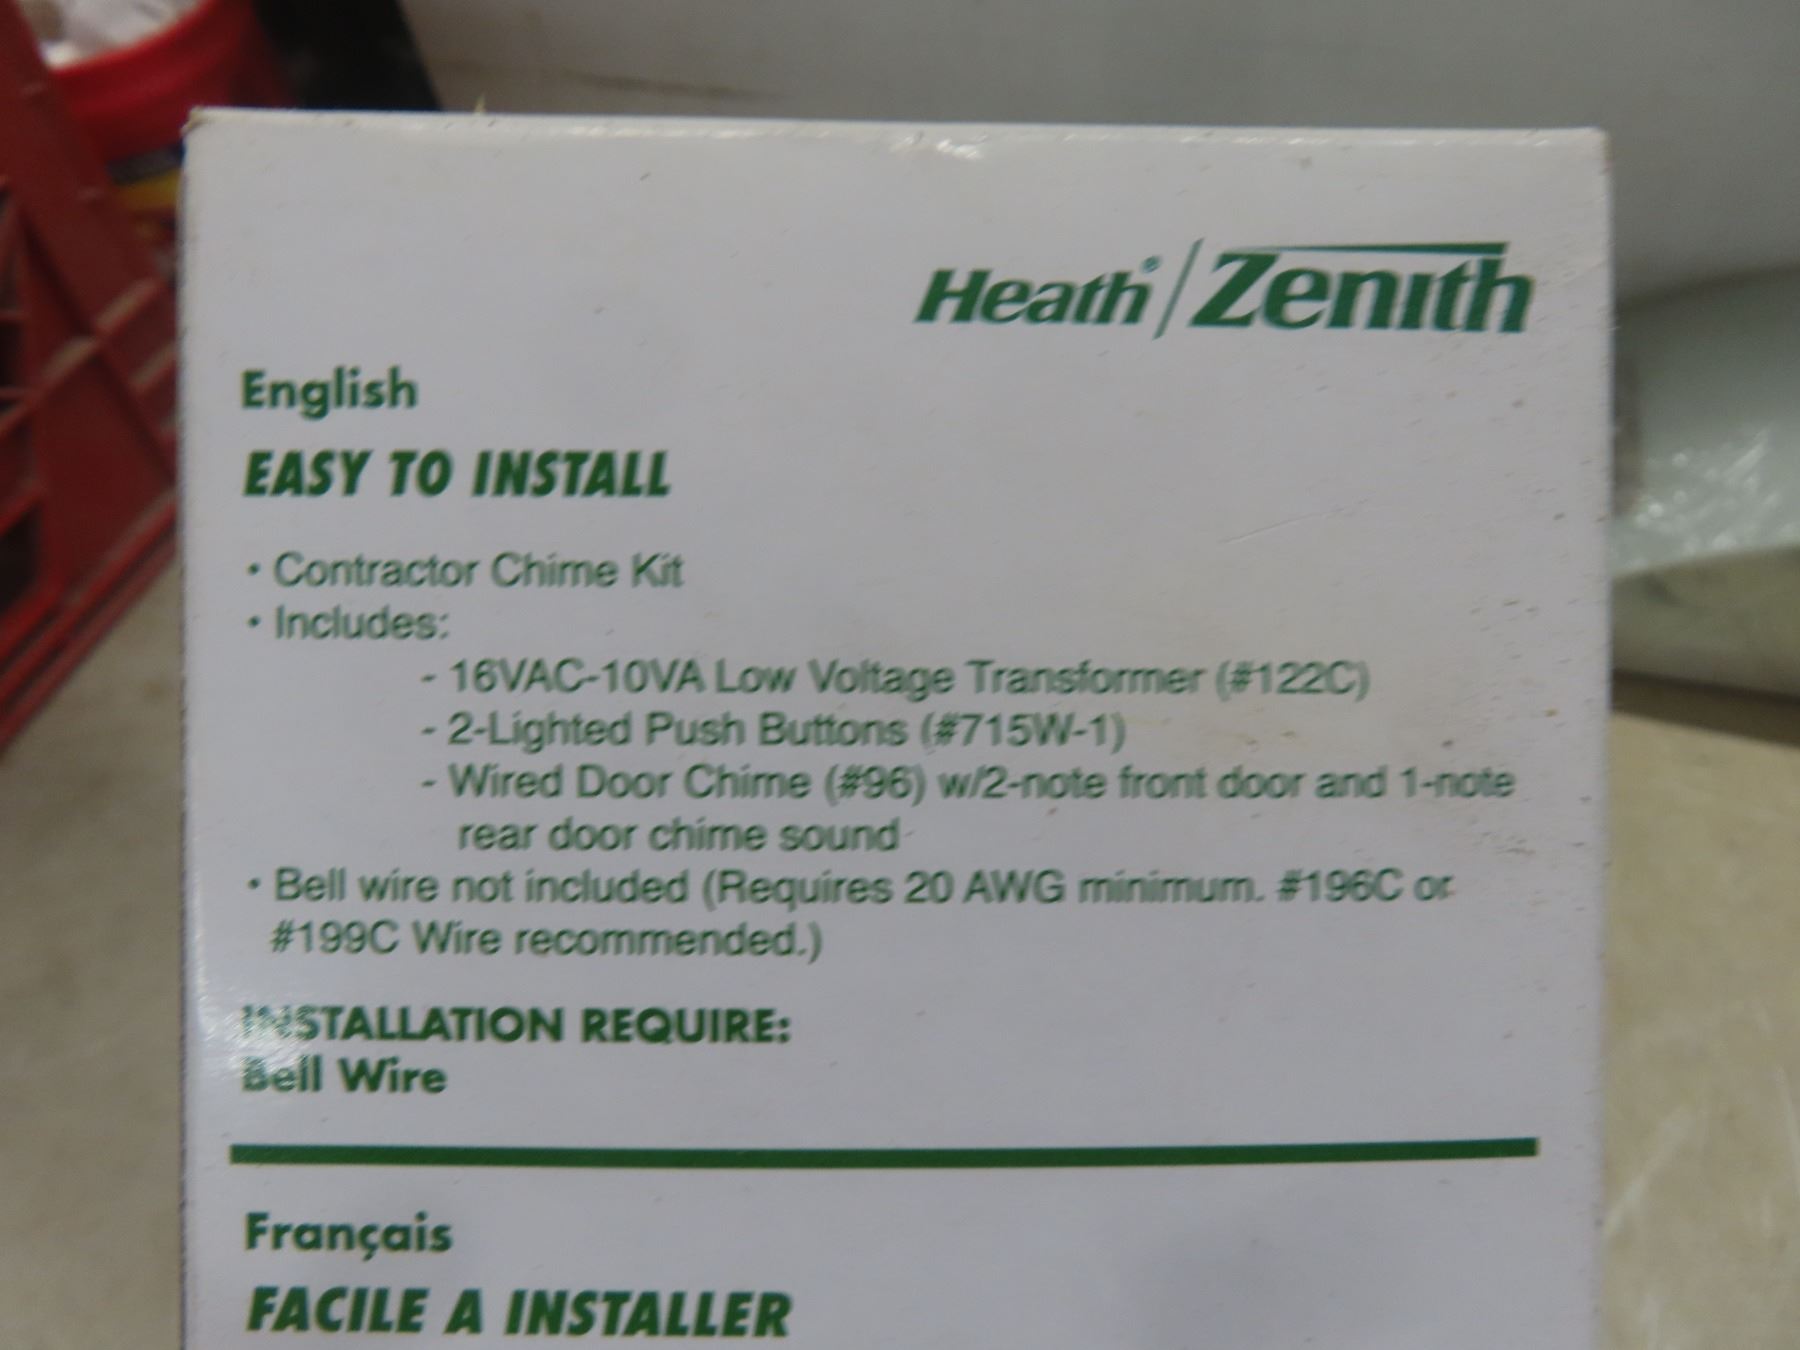 Heath®/Zenith
English
EASY TO INSTALL
• Contractor Chime Kit
• Includes:
- 16VAC-10VA Low Voltage Transformer (#122C)
- 2-Lighted Push Buttons (#715W-1)
- Wired Door Chime (#96) w/2-note front door and 1-note
rear door chime sound
• Bell wire not included (Requires 20 AWG minimum. #196C or
#199C Wire recommended.)
INSTALLATION REQUIRE:
Bell Wire
Français
FACILE A INSTALLER